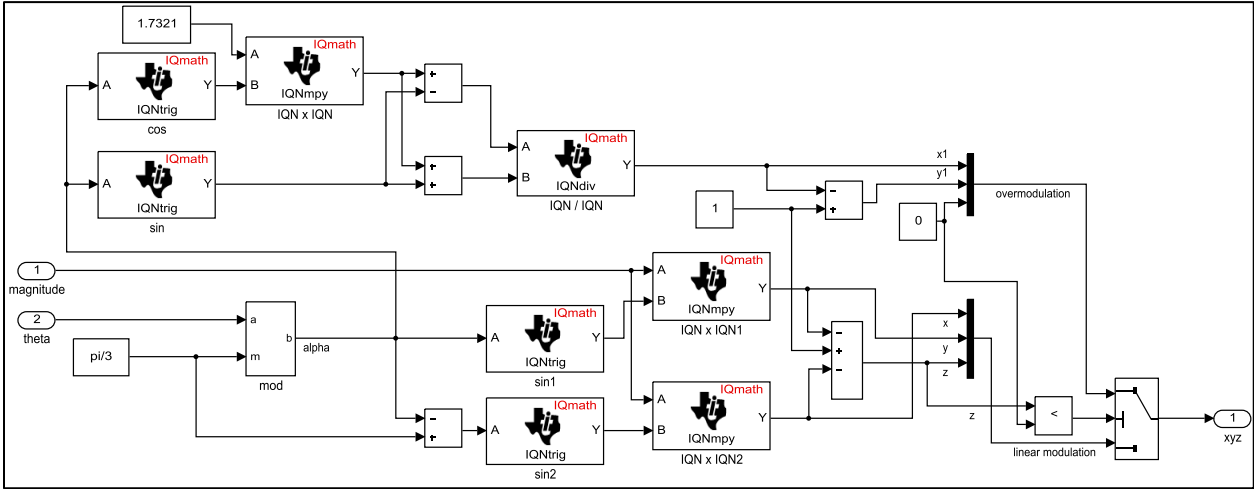 1.7321
IQmath
A
B
Y
IQNmpy
IQN x IQN
IQmath
A
Y
IQNtrig
cos
+
-
IQmath
A
B
Y
IQNdiv
IQN / IQN
IQmath
A
Y
IQNtrig
sin
+
+
x1
y1
-
+
1
0
overmodulation
1
magnitude
2
theta
pi/3
a
m
b
mod
alpha
IQmath
A
B
Y
IQNmpy
IQN x IQN1
IQmath
A
Y
IQNtrig
sin1
-
+
-
x
y
z
-
+
IQmath
A
Y
IQNtrig
sin2
IQmath
A
B
Y
IQNmpy
IQN x IQN2
z
<
linear modulation
1
xyz